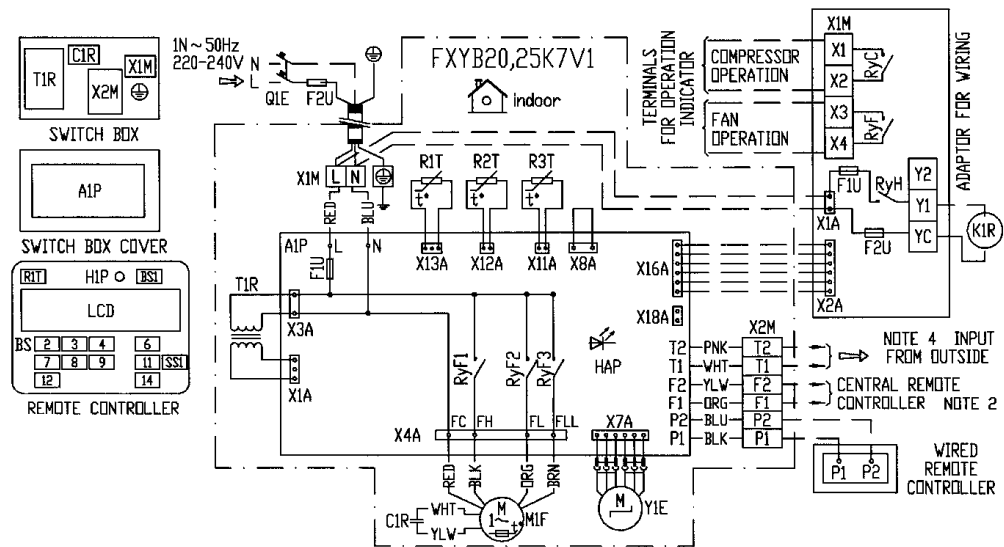 C1R
T1R
X1M
X2M
SWITCH BOX
A1P
SWITCH BOX COVER
R1T
H1P
BS1
LCD
BS
2
3
4
6
7
8
9
11
SS1
12
14
REMOTE CONTROLLER
1N~50Hz
220-240V
N
L
Q1E
F2U
FXYB20,25K7V1
indoor
X1M
L
N
RED
BLU
R1T
R2T
R3T
t°
t°
t°
A1P
L
N
F1U
X13A
X12A
X11A
X8A
X16A
X18A
T1R
X3A
X1A
RyF1
RyF2
RyF3
HAP
X4A
FC
FH
FL
FLL
X7A
RED
BLK
ORG
BRN
C1R
WHT
YLW
M
1~
t°
M1F
M
Y1E
X2M
T2
PNK
T2
T1
WHT
T1
F2
YLW
F2
F1
ORG
F1
P2
BLU
P2
P1
BLK
P1
NOTE 4 INPUT
FROM OUTSIDE
CENTRAL REMOTE
CONTROLLER NOTE 2
P1
P2
WIRED
REMOTE
CONTROLLER
TERMINALS
FOR OPERATION
INDICATOR
COMPRESSOR
OPERATION
FAN
OPERATION
X1M
X1
X2
X3
X4
RyC
RyF
ADAPTOR FOR WIRING
F1U
RyH
X1A
F2U
Y2
Y1
YC
K1R
X2A